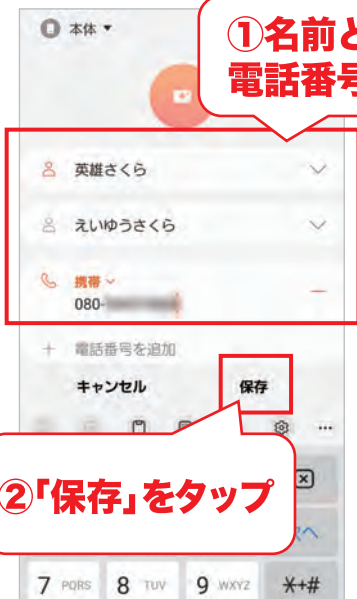 本体
①名前と
電話番号
英雄さくら
えいゆうさくら
携帯
080-
+ 電話番号を追加
キャンセル 保存
②「保存」をタップ
へ
7 PQRS 8 TUV 9 WXYZ *+#